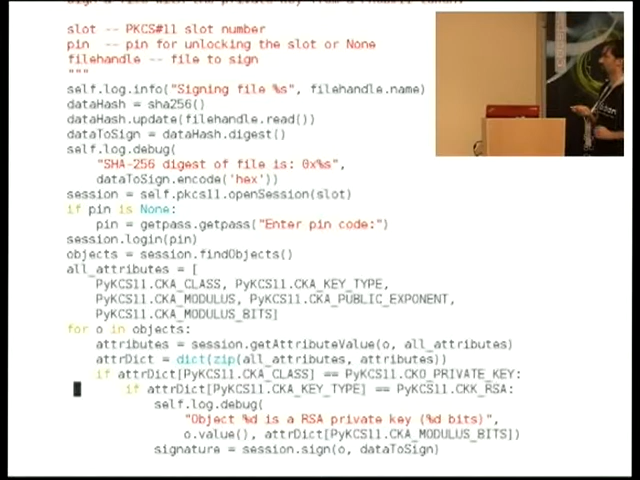 slot -- PKCS#11 slot number
pin -- pin for unlocking the slot or None
filehandle -- file to sign
"""
self.log.info("Signing file %s", filehandle.name)
dataHash = sha256()
dataHash.update(filehandle.read())
dataToSign = dataHash.digest()
self.log.debug(
"SHA-256 digest of file is: 0x%s",
dataToSign.encode('hex'))
session = self.pkcs11.openSession(slot)
if pin is None:
pin = getpass.getpass("Enter pin code:")
session.login(pin)
objects = session.findObjects()
all_attributes = [
PyKCS11.CKA_CLASS, PyKCS11.CKA_KEY_TYPE,
PyKCS11.CKA_MODULUS, PyKCS11.CKA_PUBLIC_EXPONENT,
PyKCS11.CKA_MODULUS_BITS]
for o in objects:
attributes = session.getAttributeValue(o, all_attributes)
attrDict = dict(zip(all_attributes, attributes))
if attrDict[PyKCS11.CKA_CLASS] == PyKCS11.CKO_PRIVATE_KEY:
if attrDict[PyKCS11.CKA_KEY_TYPE] == PyKCS11.CKK_RSA:
self.log.debug(
"Object %d is a RSA private key (%d bits)",
o.value(), attrDict[PyKCS11.CKA_MODULUS_BITS])
signature = session.sign(o, dataToSign)